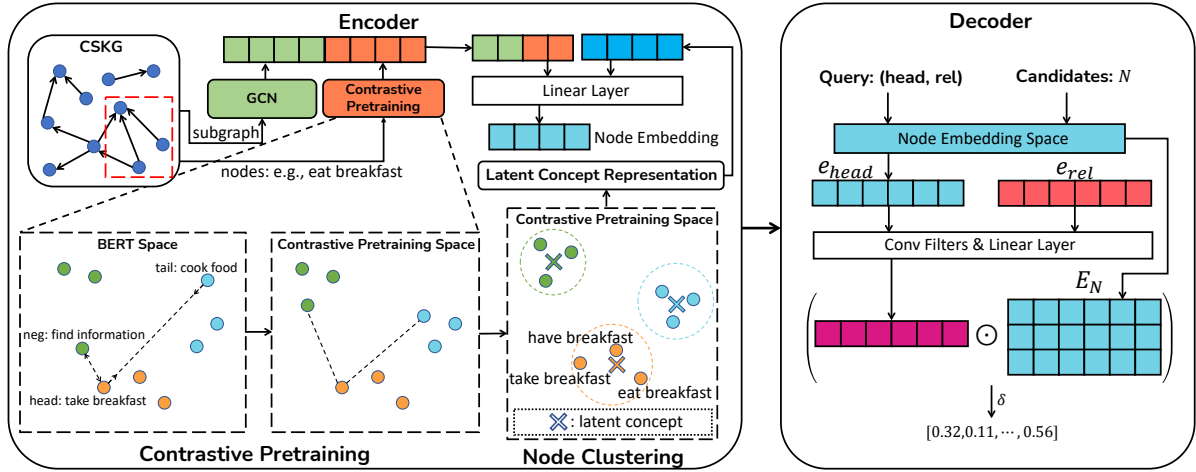 Encoder
CSKG
GCN
Contrastive
Pretraining
subgraph
nodes: e.g., eat breakfast
Linear Layer
Node Embedding
Latent Concept Representation
BERT Space
tail: cook food
neg: find information
head: take breakfast
Contrastive Pretraining Space
Contrastive Pretraining Space
have breakfast
take breakfast
eat breakfast
: latent concept
Contrastive Pretraining
Node Clustering
Decoder
Query: (head, rel)
Candidates: N
Node Embedding Space
e_head
e_rel
Conv Filters & Linear Layer
E_N
δ
[0.32,0.11, ⋯ , 0.56]